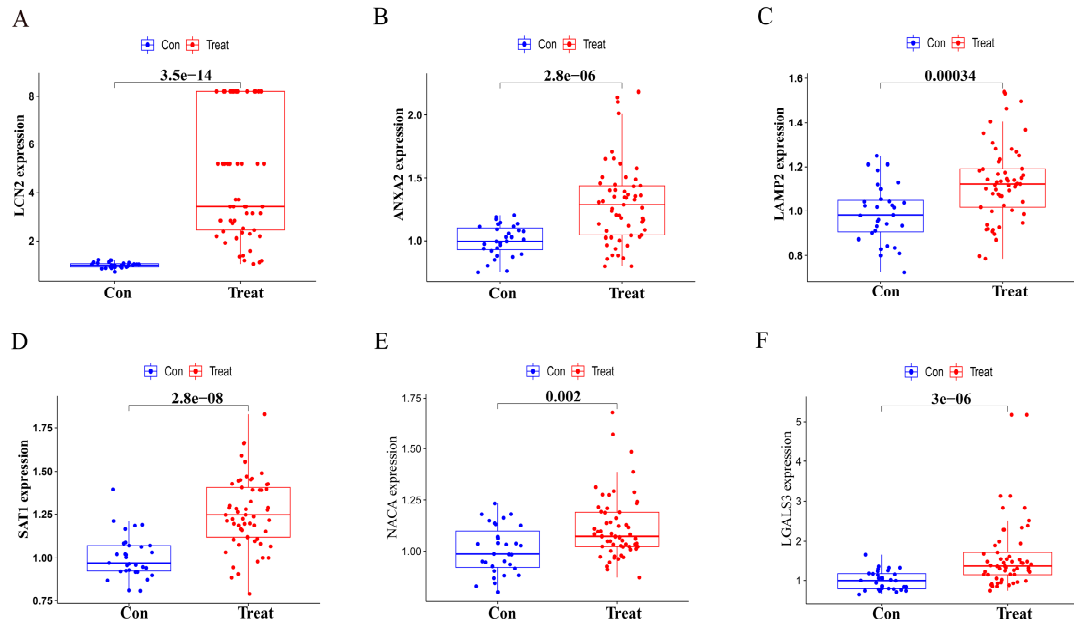 A
Con Treat
3.5e−14
LCN2 expression
8
6
4
2
Con Treat
B
Con Treat
2.8e−06
ANXA2 expression
2.0
1.5
1.0
Con Treat
C
Con Treat
0.00034
LAMP2 expression
1.6
1.4
1.2
1.0
0.8
Con Treat
D
Con Treat
2.8e−08
SAT1 expression
1.75
1.50
1.25
1.00
0.75
Con Treat
E
Con Treat
0.002
NACA expression
1.75
1.50
1.25
1.00
Con Treat
F
Con Treat
3e−06
LGALS3 expression
5
4
3
2
1
Con Treat